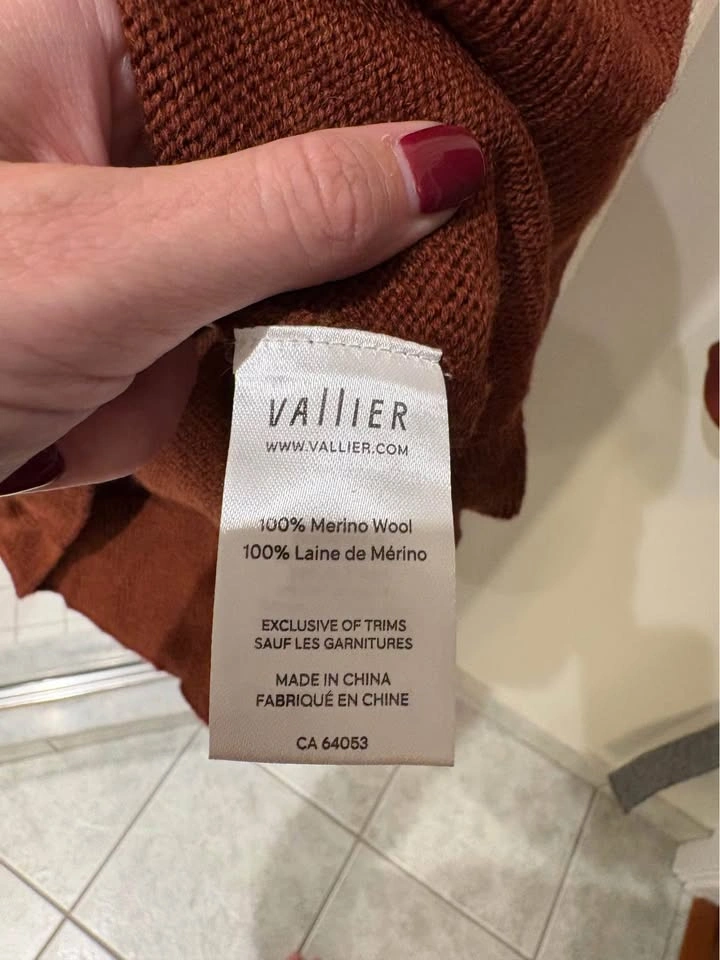 VALLIER
WWW.VALLIER.COM
100% Merino Wool
100% Laine de Mérino
EXCLUSIVE OF TRIMS
SAUF LES GARNITURES
MADE IN CHINA
FABRIQUÉ EN CHINE
CA 64053